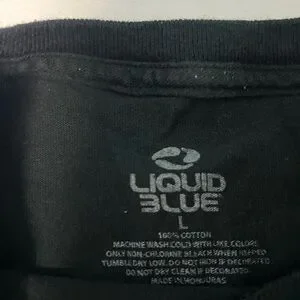 LIQUID
BLUE
L
100% COTTON
MACHINE WASH COLD WITH LIKE COLORS
ONLY NON-CHLORINE BLEACH WHEN NEEDED
TUMBLE DRY LOW. DO NOT IRON IF DECORATED
DO NOT DRY CLEAN IF DECORATED.
MADE IN HONDURAS